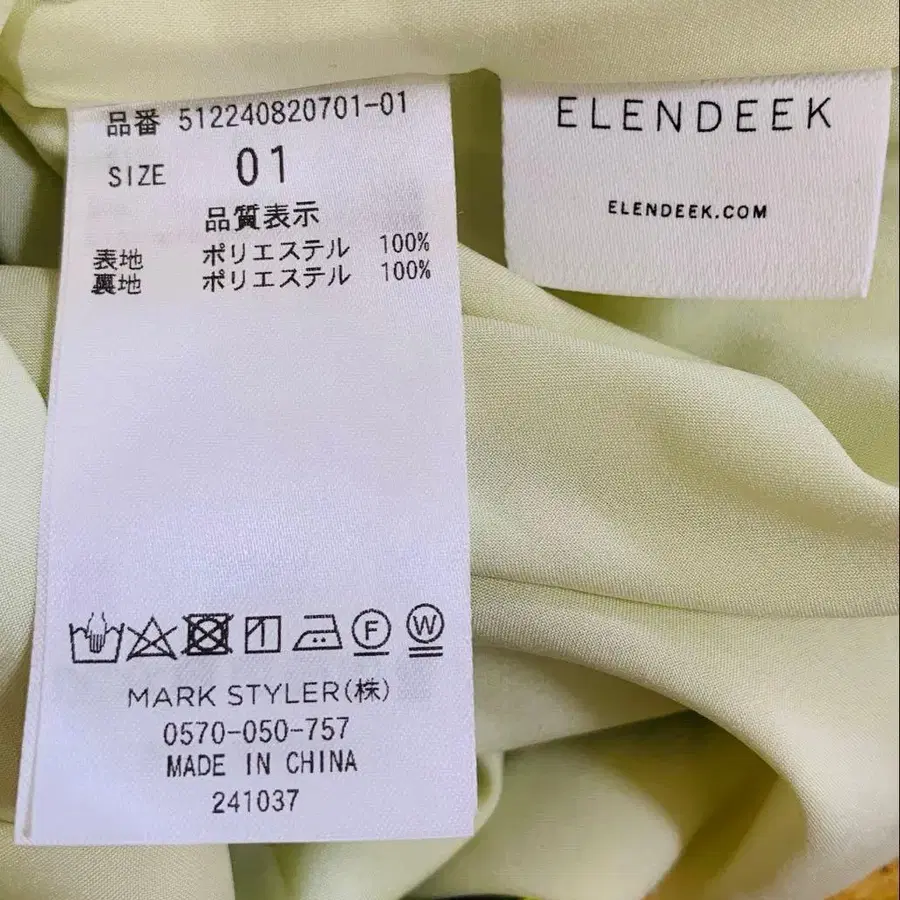 品番 512240820701-01
SIZE 01
品質表示
表地 ポリエステル 100%
裏地 ポリエステル 100%
F W
MARK STYLER(株)
0570-050-757
MADE IN CHINA
241037
ELENDEEK
ELENDEEK.COM